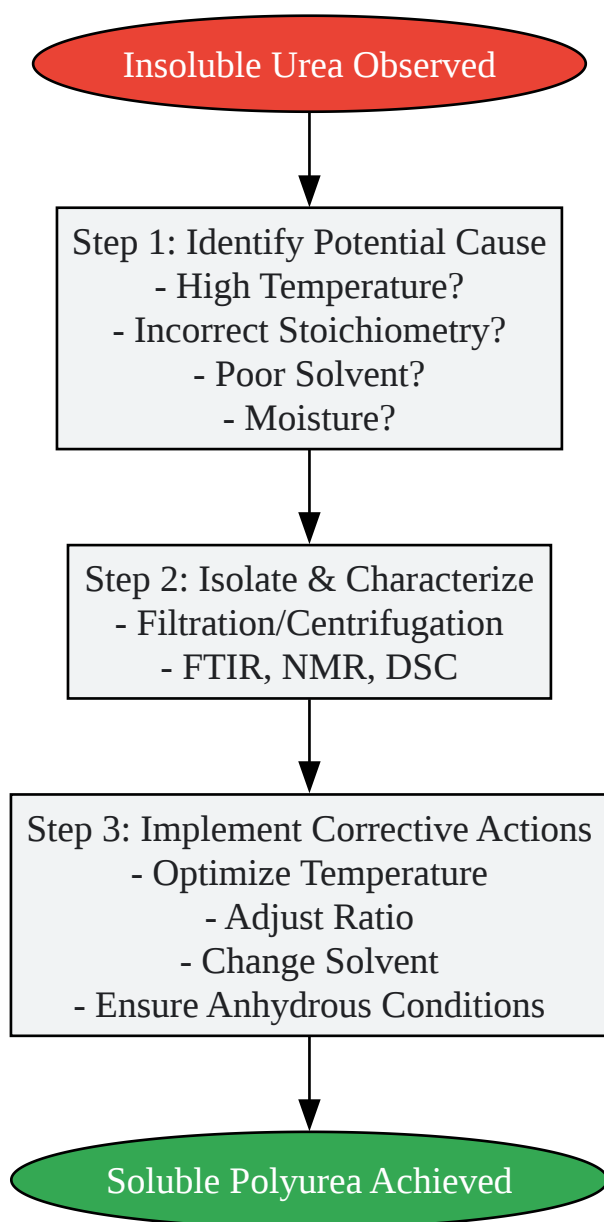 Insoluble Urea Observed
Step 1: Identify Potential Cause
- High Temperature?
- Incorrect Stoichiometry?
- Poor Solvent?
- Moisture?
Step 2: Isolate & Characterize
- Filtration/Centrifugation
- FTIR, NMR, DSC
Step 3: Implement Corrective Actions
- Optimize Temperature
- Adjust Ratio
- Change Solvent
- Ensure Anhydrous Conditions
Soluble Polyurea Achieved